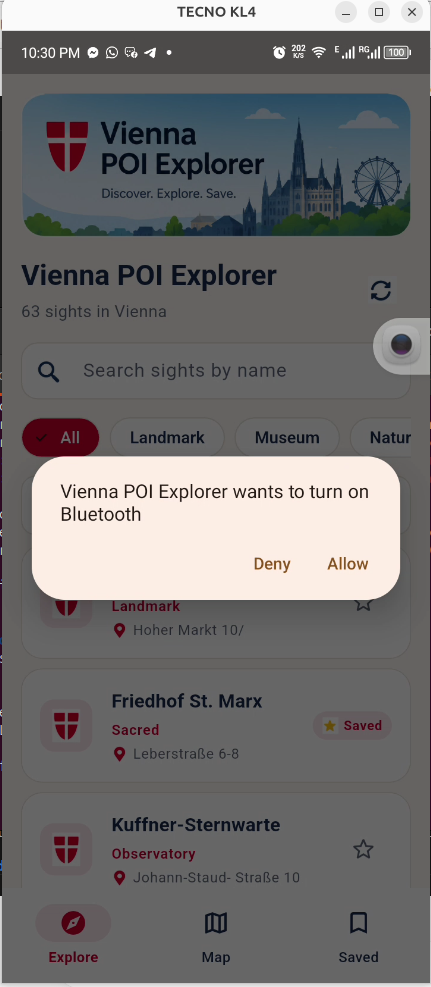 TECNO KL4
10:30 PM
202
K/S
E
RG
100
Vienna
POI Explorer
Discover. Explore. Save.
Vienna POI Explorer
63 sights in Vienna
Search sights by name
All
Landmark
Museum
Natur
Vienna POI Explorer wants to turn on
Bluetooth
Deny
Allow
Landmark
Hoher Markt 10/
Friedhof St. Marx
Sacred
Saved
Leberstraße 6-8
Kuffner-Sternwarte
Observatory
Johann-Staud- Straße 10
Explore
Map
Saved